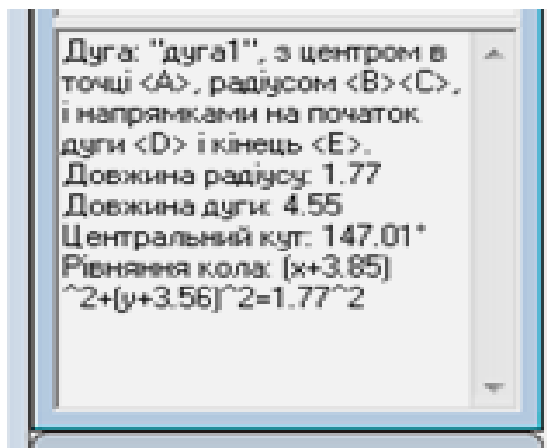 Дуга: "дуга1", з центром в
точці <A>, радіусом <B><C>,
і напрямками на початок
дуги <D> і кінець <E>.
Довжина радіусу: 1.77
Довжина дуги: 4.55
Центральний кут: 147.01°
Рівняння кола: (x+3.85)
^2+(y+3.56)^2=1.77^2